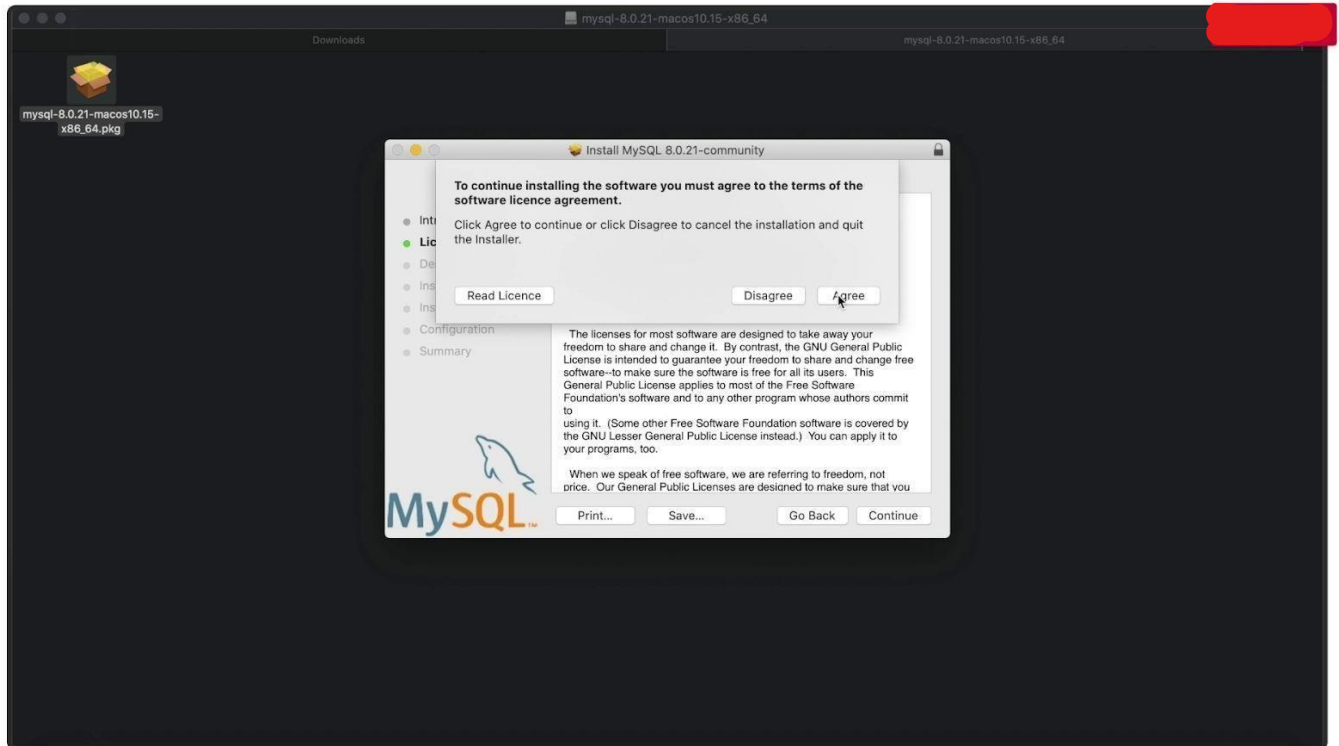 mysql-8.0.21-macos10.15-x86_64
Downloads
mysql-8.0.21-macos10.15-x86_64
mysql-8.0.21-macos10.15-
x86_64.pkg
Install MySQL 8.0.21-community
To continue installing the software you must agree to the terms of the
software licence agreement.
Click Agree to continue or click Disagree to cancel the installation and quit
the Installer.
Read Licence
Disagree
Agree
Configuration
Summary
The licenses for most software are designed to take away your
freedom to share and change it. By contrast, the GNU General Public
License is intended to guarantee your freedom to share and change free
software--to make sure the software is free for all its users. This
General Public License applies to most of the Free Software
Foundation's software and to any other program whose authors commit
to
using it. (Some other Free Software Foundation software is covered by
the GNU Lesser General Public License instead.) You can apply it to
your programs, too.
When we speak of free software, we are referring to freedom, not
price. Our General Public Licenses are designed to make sure that you
MySQL™
Print...
Save...
Go Back
Continue